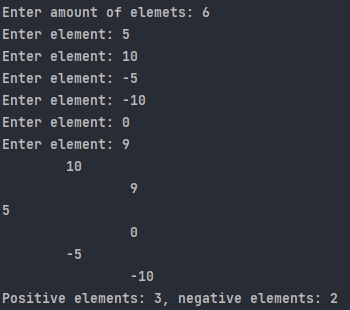 Enter amount of elemets: 6
Enter element: 5
Enter element: 10
Enter element: -5
Enter element: -10
Enter element: 0
Enter element: 9
10
9
5
0
-5
-10
Positive elements: 3, negative elements: 2